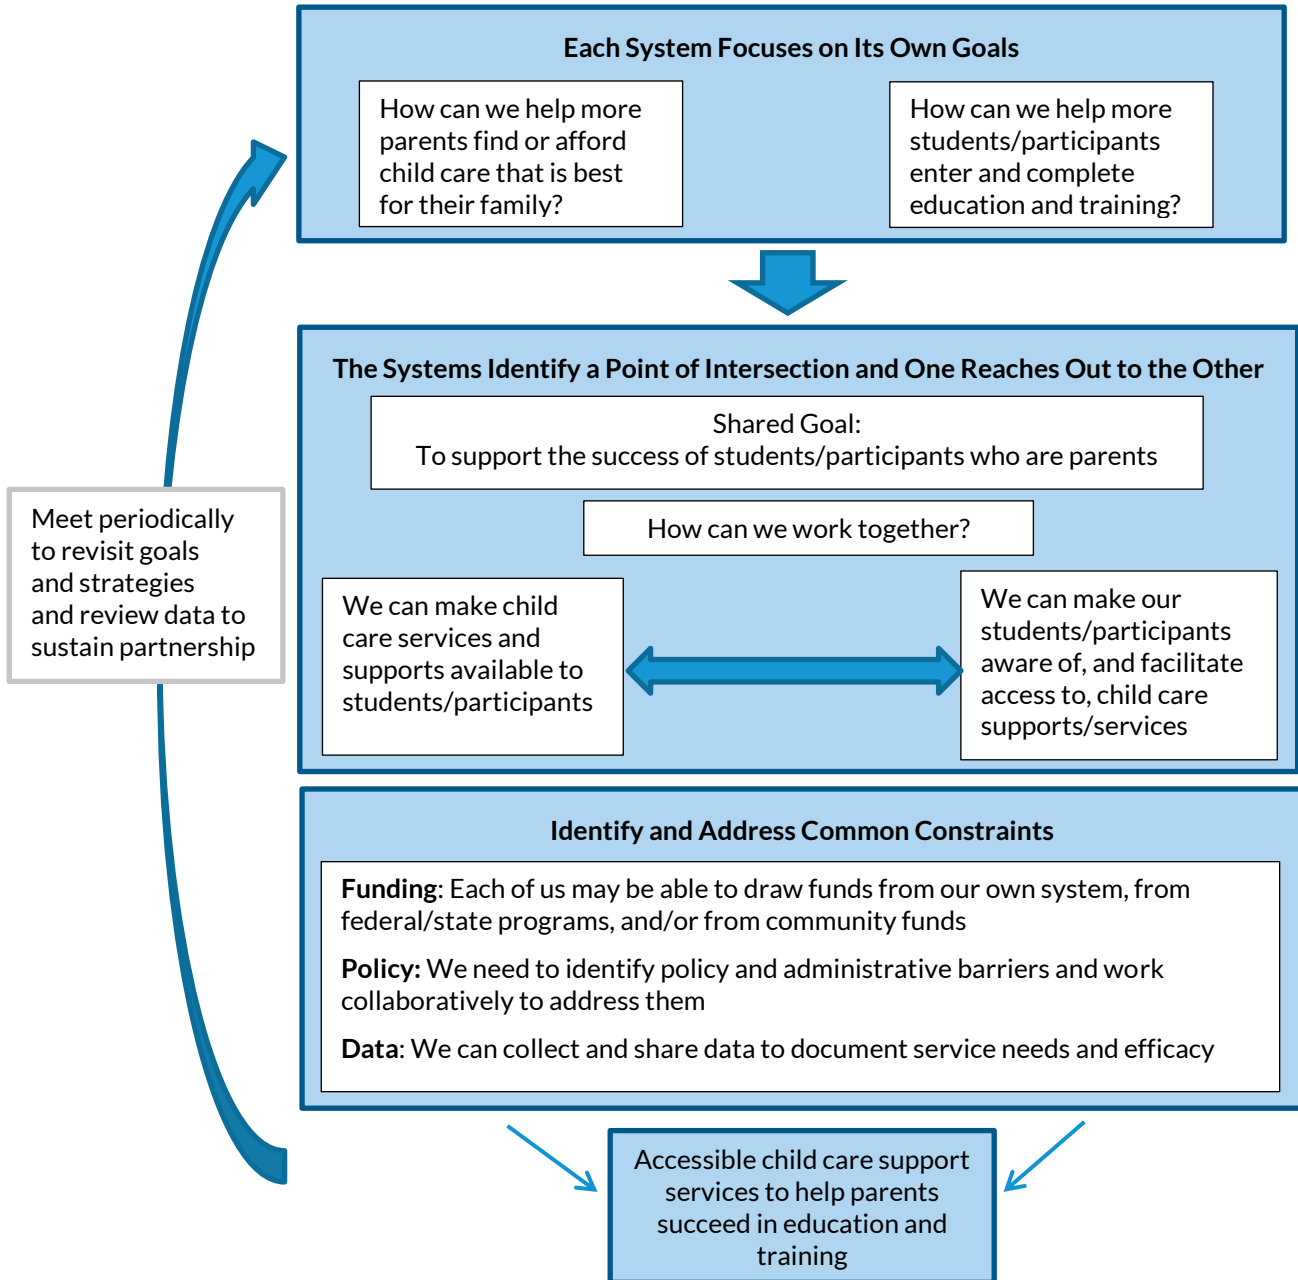 Each System Focuses on Its Own Goals
How can we help more
parents find or afford
child care that is best
for their family?
How can we help more
students/participants
enter and complete
education and training?
The Systems Identify a Point of Intersection and One Reaches Out to the Other
Shared Goal:
To support the success of students/participants who are parents
How can we work together?
We can make child
care services and
supports available to
students/participants
We can make our
students/participants
aware of, and facilitate
access to, child care
supports/services
Meet periodically
to revisit goals
and strategies
and review data to
sustain partnership
Identify and Address Common Constraints
Funding: Each of us may be able to draw funds from our own system, from
federal/state programs, and/or from community funds
Policy: We need to identify policy and administrative barriers and work
collaboratively to address them
Data: We can collect and share data to document service needs and efficacy
Accessible child care support
services to help parents
succeed in education and
training